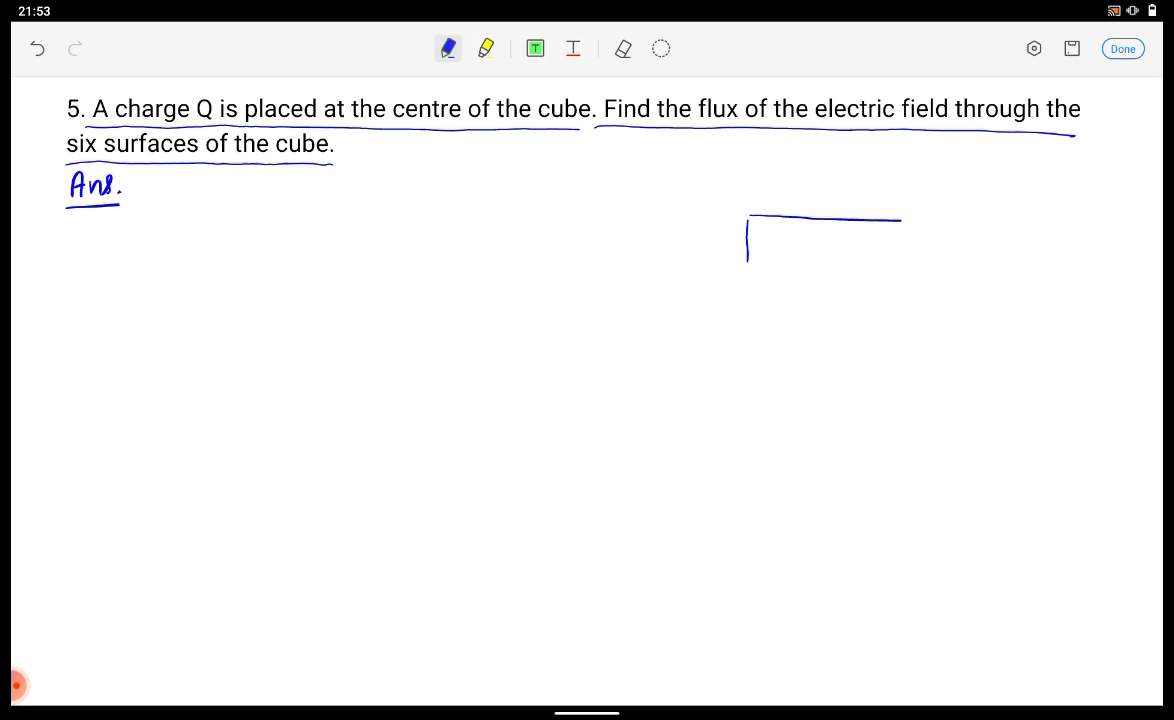 21:53
T T Done
5. A charge Q is placed at the centre of the cube. Find the flux of the electric field through the
six surfaces of the cube.
Ans.